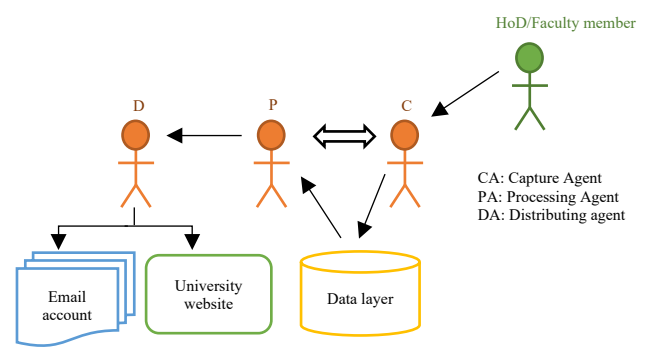 HoD/Faculty member
D
P
C
CA: Capture Agent
PA: Processing Agent
DA: Distributing agent
Email
account
University
website
Data layer